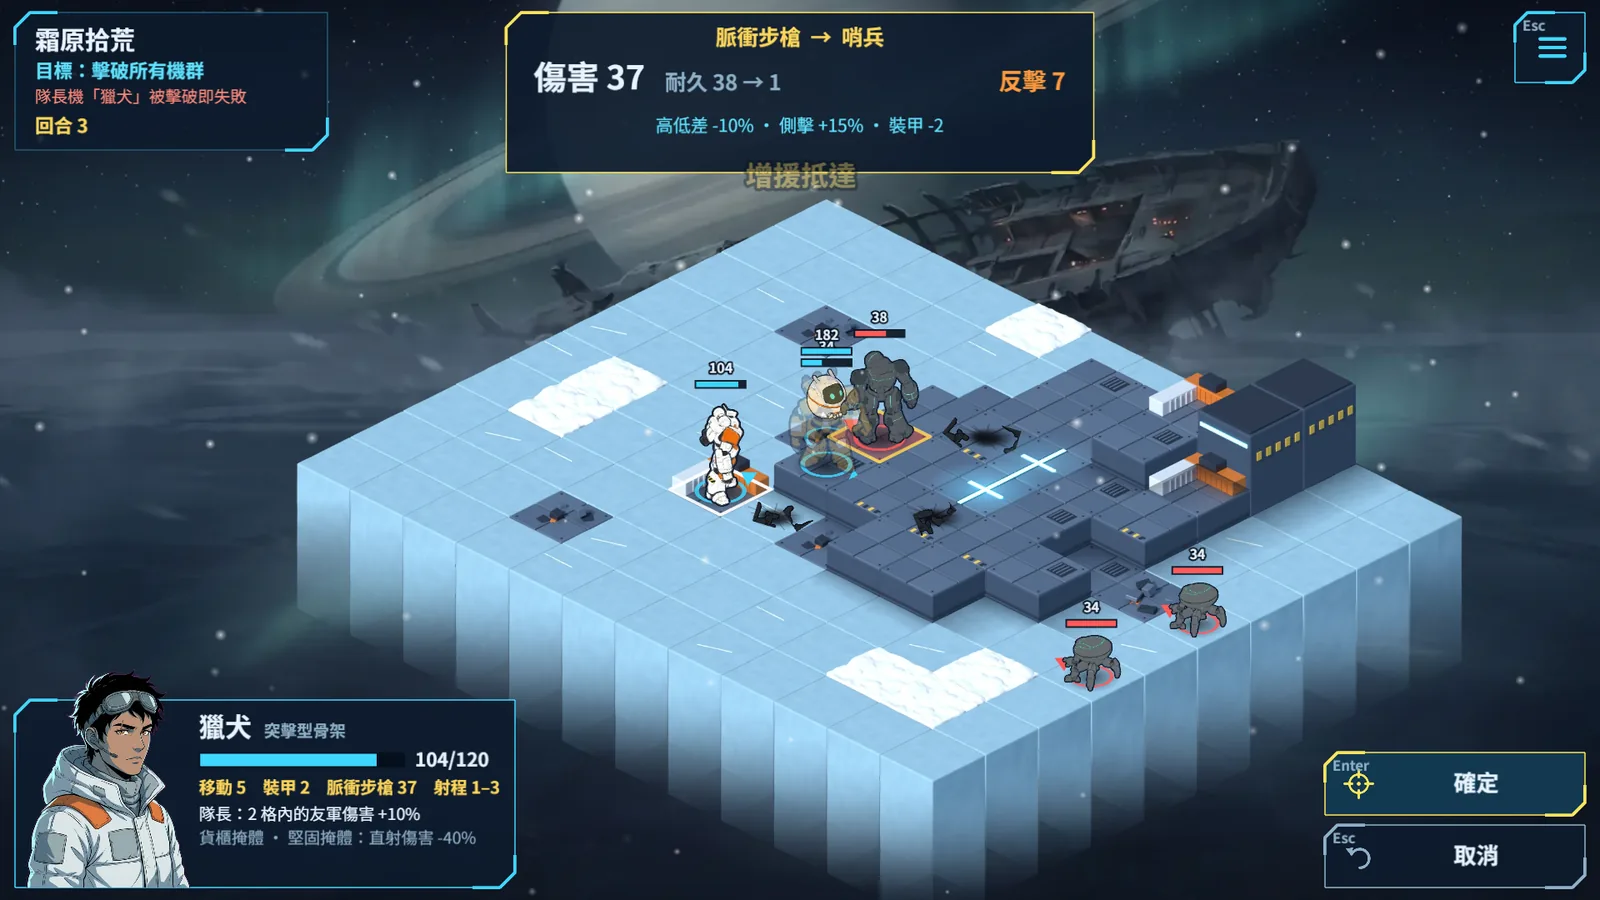 霜原拾荒
目標：擊破所有機群
隊長機「獵犬」被擊破即失敗
回合 3
脈衝步槍 → 哨兵
傷害 37 耐久 38 → 1 反擊 7
高低差 -10% · 側擊 +15% · 裝甲 -2
增援抵達
Esc
38
182
34
104
34
34
獵犬 突擊型骨架
104/120
移動 5 裝甲 2 脈衝步槍 37 射程 1–3
隊長：2 格內的友軍傷害 +10%
貨櫃掩體 · 堅固掩體：直射傷害 -40%
Enter
確定
Esc
取消